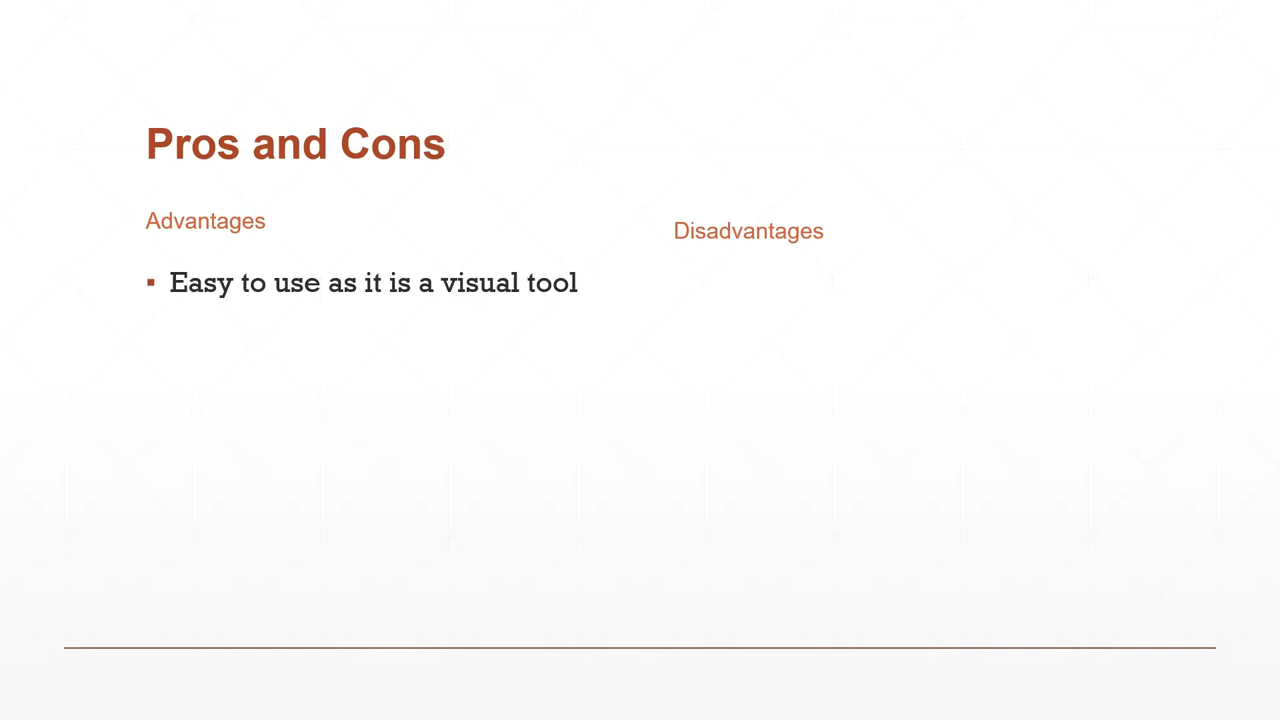 Pros and Cons
Advantages
Easy to use as it is a visual tool
Disadvantages